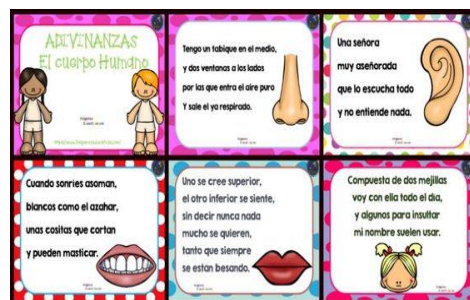 ADIVINANZAS
El cuerpo Humano
Tengo un tabique en el medio,
y dos ventanas a los lados
por las que entra el aire puro
Y sale el ya respirado.
Una señora
muy aseñorada
que lo escucha todo
y no entiende nada.
Cuando sonries asoman,
blancos como el azahar,
unas cositas que cortan
y pueden masticar.
Uno se cree superior,
el otro inferior se siente,
sin decir nunca nada
mucho se quieren,
tanto que siempre
se están besando.
Compuesta de dos mejillas
voy con ella todo el día,
y algunos para insultar
mi nombre suelen usar.